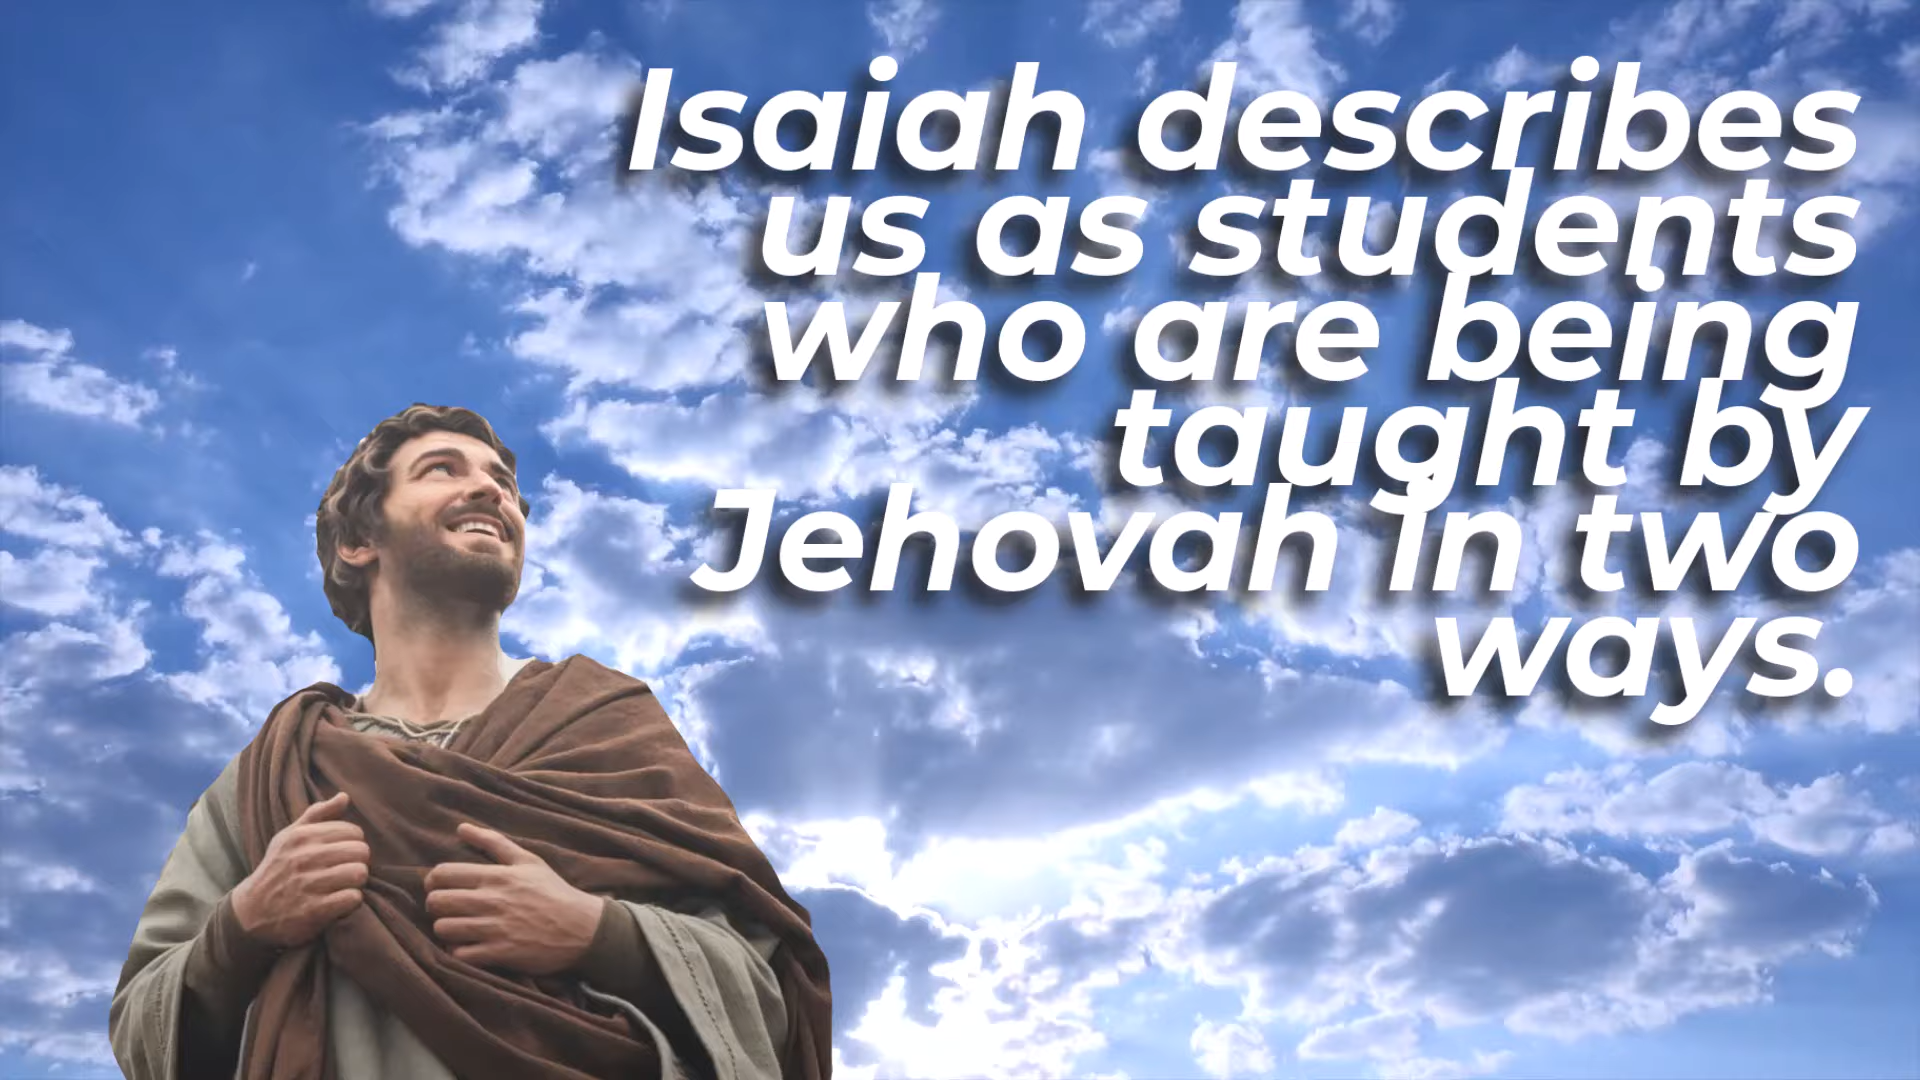 Isaiah describes
us as students
who are being
taught by
Jehovah in two
ways.